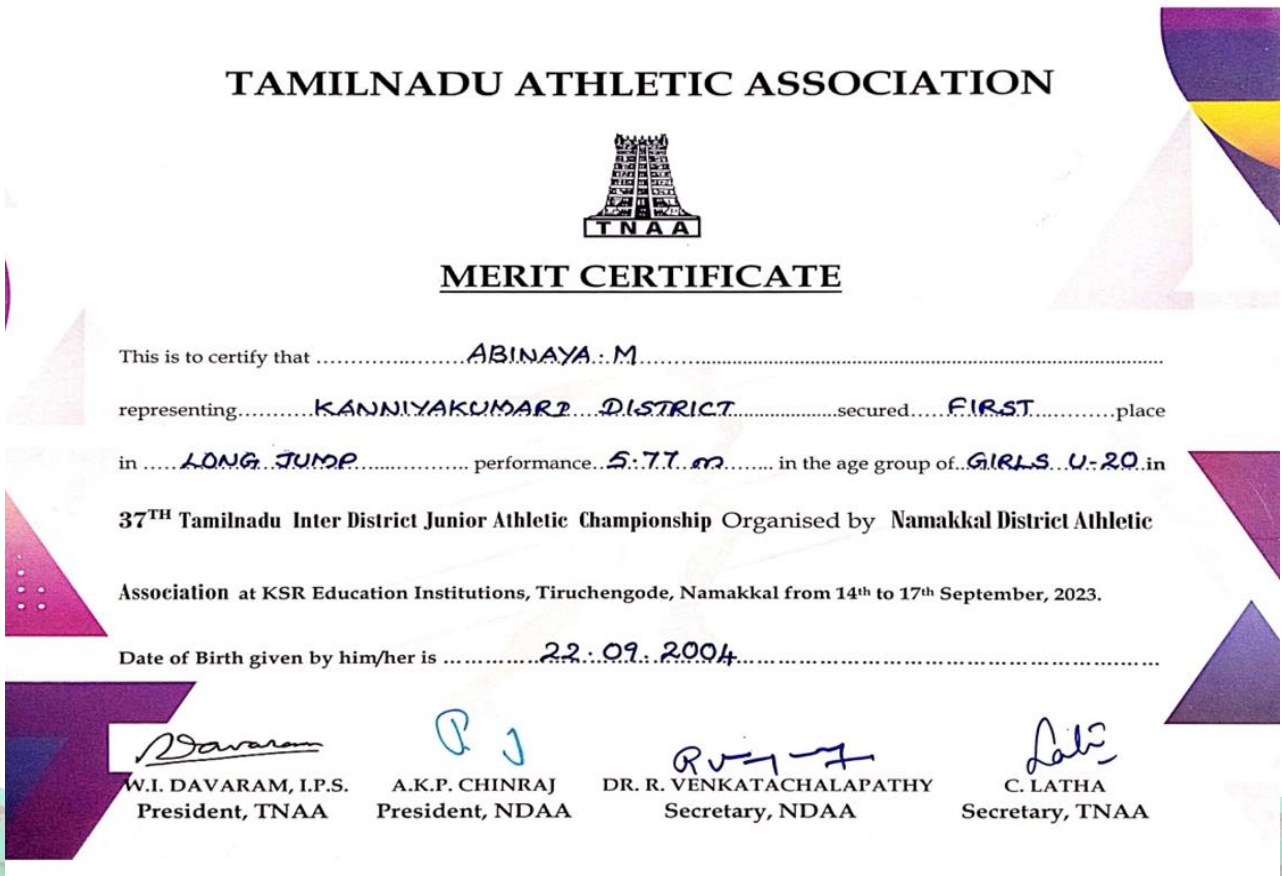 TAMILNADU ATHLETIC ASSOCIATION
TNAA
MERIT CERTIFICATE
This is to certify that ABINAYA. M
representing KANNIYAKUMARI DISTRICT secured FIRST place
in LONG JUMP performance 5.77 m in the age group of GIRLS U-20 in
37TH Tamilnadu Inter District Junior Athletic Championship Organised by Namakkal District Athletic
Association at KSR Education Institutions, Tiruchengode, Namakkal from 14th to 17th September, 2023.
Date of Birth given by him/her is 22.09.2004
W.I. DAVARAM, I.P.S. A.K.P. CHINRAJ DR. R. VENKATACHALAPATHY C. LATHA
President, TNAA President, NDAA Secretary, NDAA Secretary, TNAA